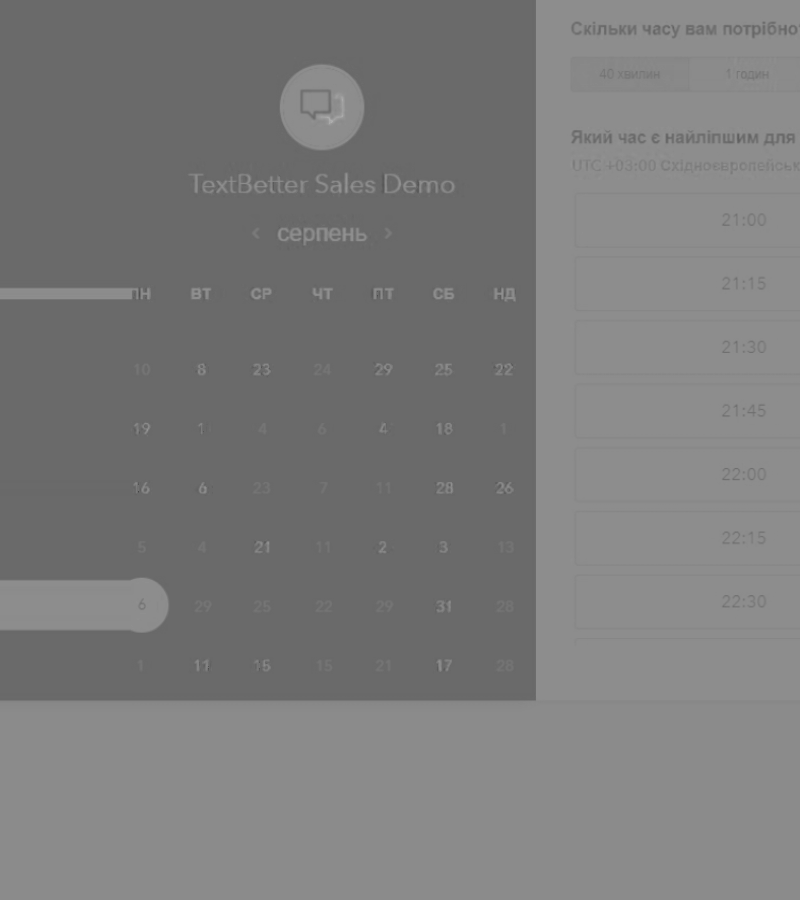 TextBetter Sales Demo
‹ серпень ›
ПН ВТ СР ЧТ ПТ СБ НД
10 8 23 24 29 25 22
19 1 4 6 4 18 1
16 6 23 7 11 28 26
5 4 21 11 2 3 13
6 29 25 22 29 31 28
1 11 15 15 21 17 28
Скільки часу вам потрібно
40 хвилин 1 годин
Який час є найліпшим для
UTC +03:00
21:00
21:15
21:30
21:45
22:00
22:15
22:30